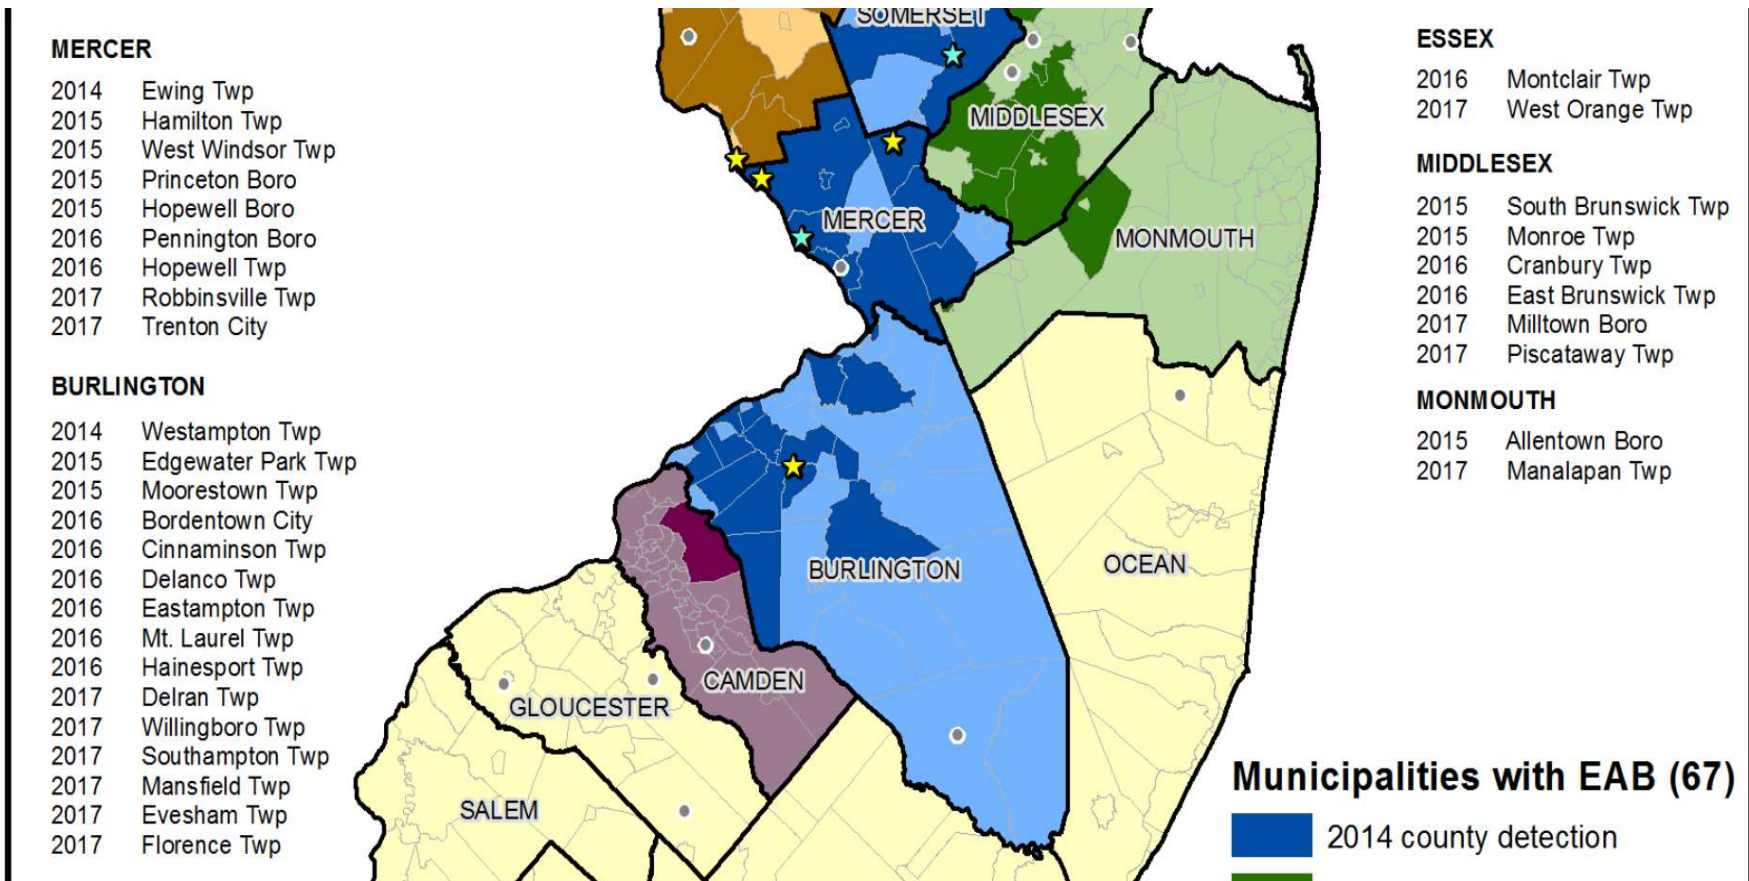 MERCER
2014 Ewing Twp
2015 Hamilton Twp
2015 West Windsor Twp
2015 Princeton Boro
2015 Hopewell Boro
2016 Pennington Boro
2016 Hopewell Twp
2017 Robbinsville Twp
2017 Trenton City
BURLINGTON
2014 Westampton Twp
2015 Edgewater Park Twp
2015 Moorestown Twp
2016 Bordentown City
2016 Cinnaminson Twp
2016 Delanco Twp
2016 Eastampton Twp
2016 Mt. Laurel Twp
2016 Hainesport Twp
2017 Delran Twp
2017 Willingboro Twp
2017 Southampton Twp
2017 Mansfield Twp
2017 Evesham Twp
2017 Florence Twp
SOMERSET
MIDDLESEX
MERCER
MONMOUTH
OCEAN
BURLINGTON
CAMDEN
GLOUCESTER
SALEM
ESSEX
2016 Montclair Twp
2017 West Orange Twp
MIDDLESEX
2015 South Brunswick Twp
2015 Monroe Twp
2016 Cranbury Twp
2016 East Brunswick Twp
2017 Milltown Boro
2017 Piscataway Twp
MONMOUTH
2015 Allentown Boro
2017 Manalapan Twp
Municipalities with EAB (67)
2014 county detection